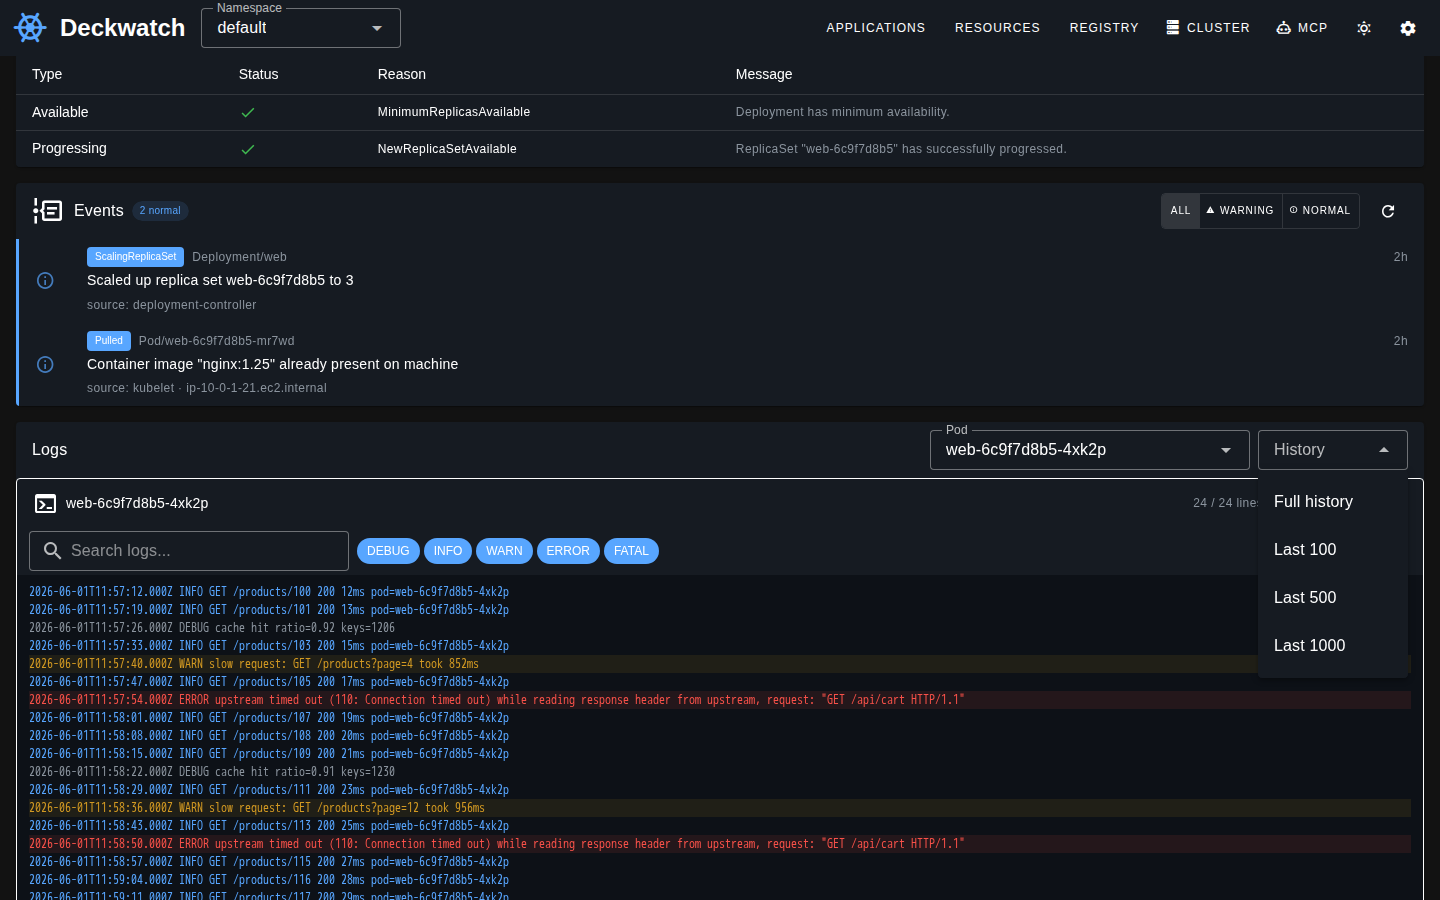 Deckwatch
Namespace
default
APPLICATIONS
RESOURCES
REGISTRY
CLUSTER
MCP
Type Status Reason Message
Available MinimumReplicasAvailable Deployment has minimum availability.
Progressing NewReplicaSetAvailable ReplicaSet "web-6c9f7d8b5" has successfully progressed.
Events 2 normal ALL WARNING NORMAL
ScalingReplicaSet Deployment/web 2h
Scaled up replica set web-6c9f7d8b5 to 3
source: deployment-controller
Pulled Pod/web-6c9f7d8b5-mr7wd 2h
Container image "nginx:1.25" already present on machine
source: kubelet · ip-10-0-1-21.ec2.internal
Logs
Pod
web-6c9f7d8b5-4xk2p
History
web-6c9f7d8b5-4xk2p 24 / 24 lines
Full history
Last 100
Last 500
Last 1000
Search logs... DEBUG INFO WARN ERROR FATAL
2026-06-01T11:57:12.000Z INFO GET /products/100 200 12ms pod=web-6c9f7d8b5-4xk2p
2026-06-01T11:57:19.000Z INFO GET /products/101 200 13ms pod=web-6c9f7d8b5-4xk2p
2026-06-01T11:57:26.000Z DEBUG cache hit ratio=0.92 keys=1206
2026-06-01T11:57:33.000Z INFO GET /products/103 200 15ms pod=web-6c9f7d8b5-4xk2p
2026-06-01T11:57:40.000Z WARN slow request: GET /products?page=4 took 852ms
2026-06-01T11:57:47.000Z INFO GET /products/105 200 17ms pod=web-6c9f7d8b5-4xk2p
2026-06-01T11:57:54.000Z ERROR upstream timed out (110: Connection timed out) while reading response header from upstream, request: "GET /api/cart HTTP/1.1"
2026-06-01T11:58:01.000Z INFO GET /products/107 200 19ms pod=web-6c9f7d8b5-4xk2p
2026-06-01T11:58:08.000Z INFO GET /products/108 200 20ms pod=web-6c9f7d8b5-4xk2p
2026-06-01T11:58:15.000Z INFO GET /products/109 200 21ms pod=web-6c9f7d8b5-4xk2p
2026-06-01T11:58:22.000Z DEBUG cache hit ratio=0.91 keys=1230
2026-06-01T11:58:29.000Z INFO GET /products/111 200 23ms pod=web-6c9f7d8b5-4xk2p
2026-06-01T11:58:36.000Z WARN slow request: GET /products?page=12 took 956ms
2026-06-01T11:58:43.000Z INFO GET /products/113 200 25ms pod=web-6c9f7d8b5-4xk2p
2026-06-01T11:58:50.000Z ERROR upstream timed out (110: Connection timed out) while reading response header from upstream, request: "GET /api/cart HTTP/1.1"
2026-06-01T11:58:57.000Z INFO GET /products/115 200 27ms pod=web-6c9f7d8b5-4xk2p
2026-06-01T11:59:04.000Z INFO GET /products/116 200 28ms pod=web-6c9f7d8b5-4xk2p
2026-06-01T11:59:11.000Z INFO GET /products/117 200 29ms pod=web-6c9f7d8b5-4xk2p